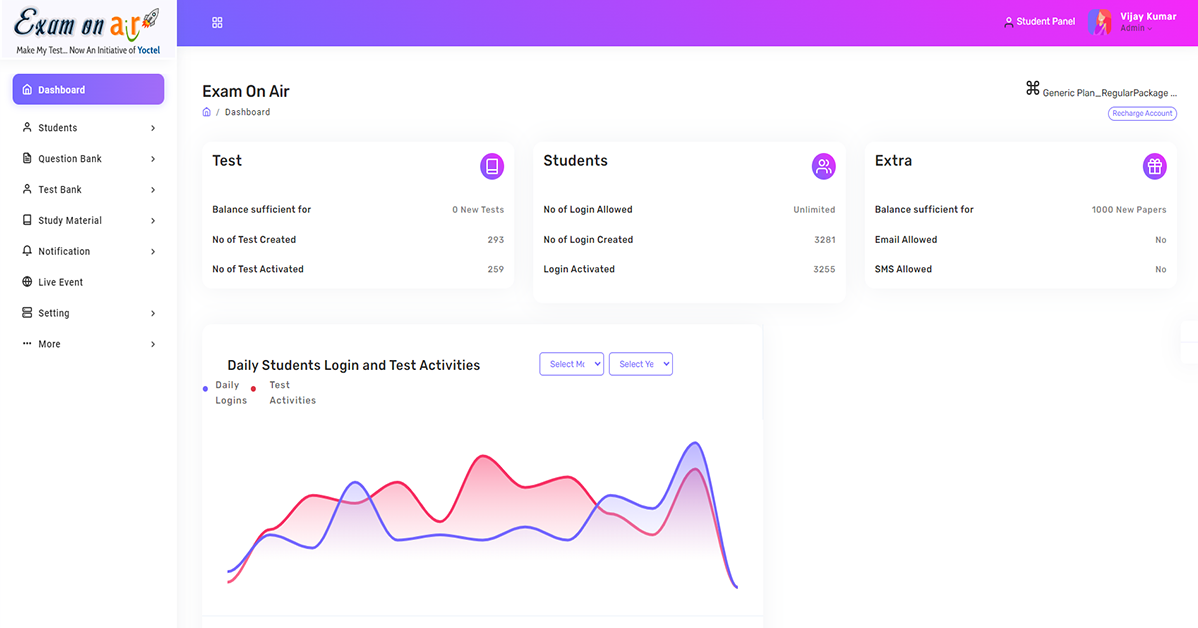 Exam on air
Make My Test... Now An Initiative of Yoctel
Student Panel
Vijay Kumar
Admin
Dashboard
Students
Question Bank
Test Bank
Study Material
Notification
Live Event
Setting
More
Exam On Air
/ Dashboard
Generic Plan_RegularPackage ...
Recharge Account
Test
Balance sufficient for 0 New Tests
No of Test Created 293
No of Test Activated 259
Students
No of Login Allowed Unlimited
No of Login Created 3281
Login Activated 3255
Extra
Balance sufficient for 1000 New Papers
Email Allowed No
SMS Allowed No
Daily Students Login and Test Activities
Select Mo
Select Ye
Daily
Logins
Test
Activities